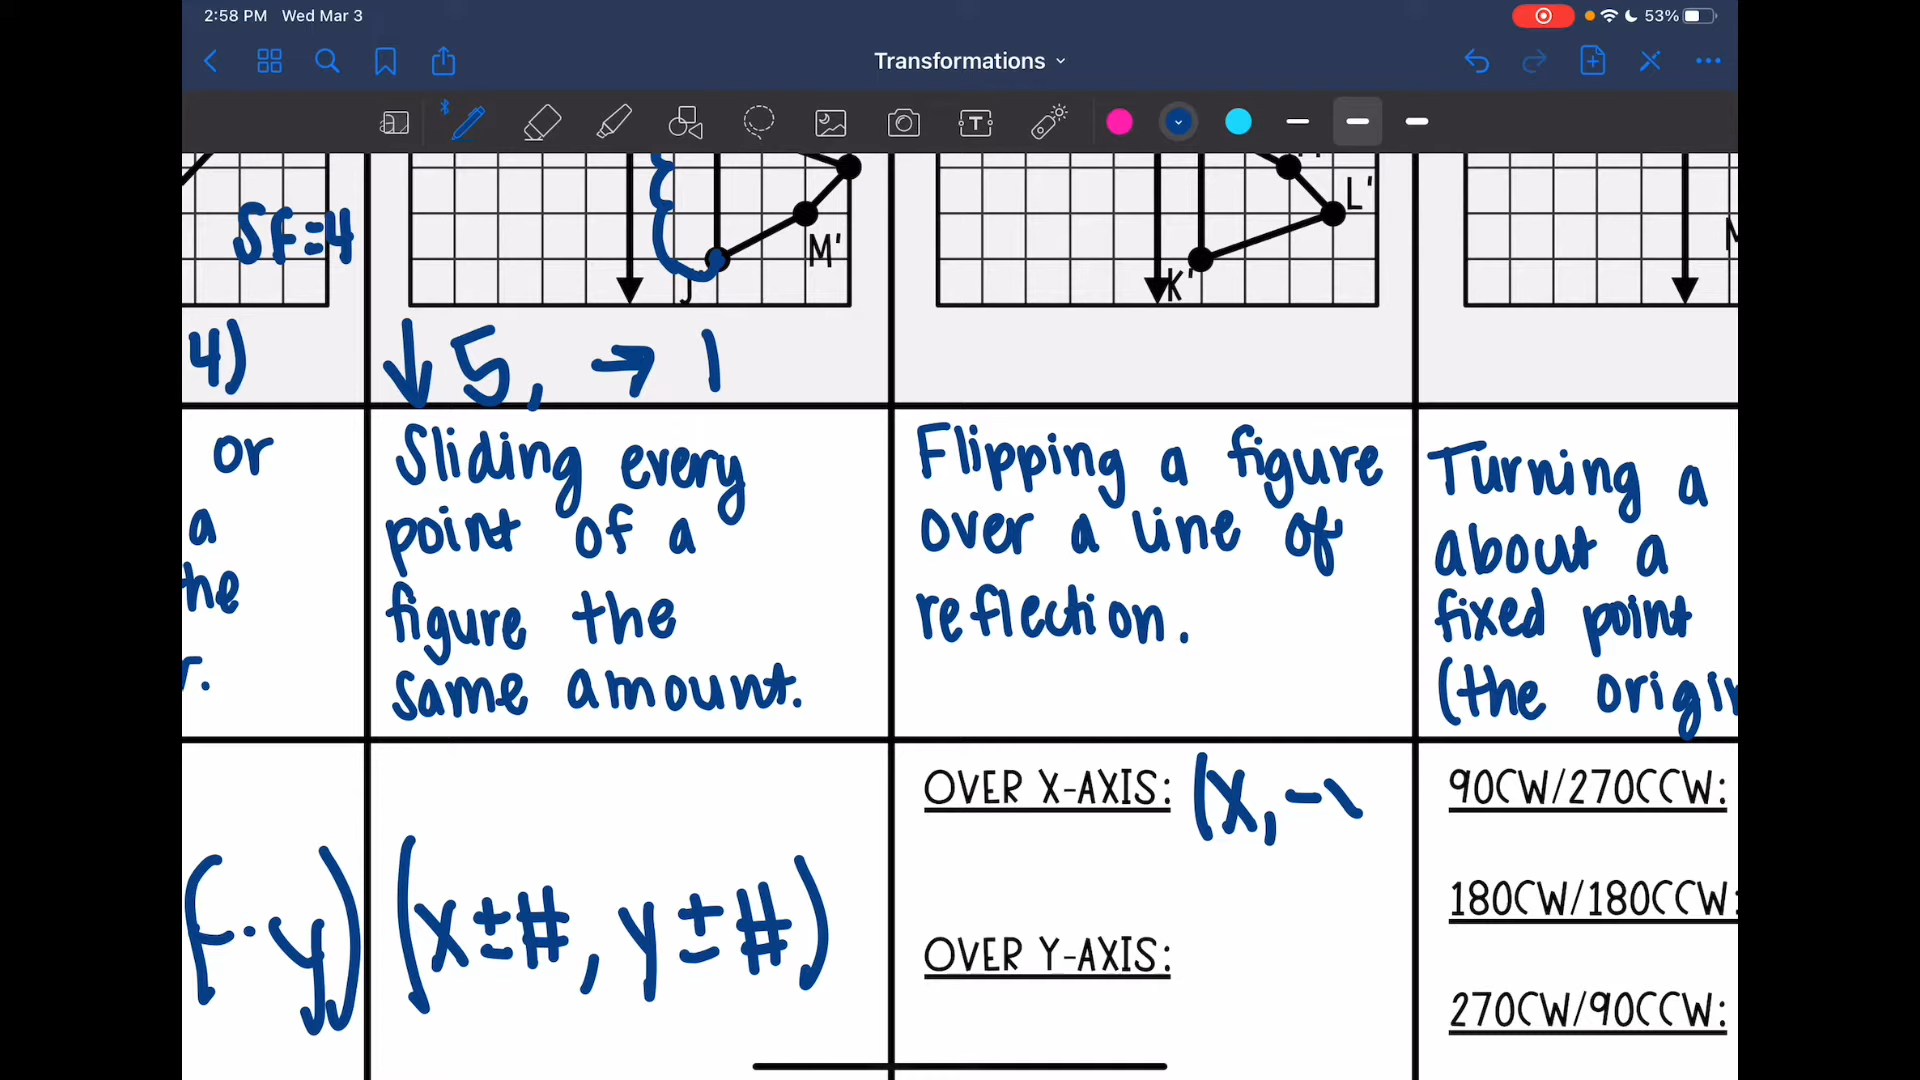 2:58 PM Wed Mar 3
53%
Transformations
SF=4
M'
J
L'
K'
4)
↓ 5, → 1
or
a
he
r.
Sliding every
point of a
figure the
same amount.
Flipping a figure
over a line of
reflection.
Turning a
about a
fixed point
(the origin
· y)
(x ± #, y ± #)
OVER X-AXIS: (x, -
OVER Y-AXIS:
90CW/270CCW:
180CW/180CCW:
270CW/90CCW: